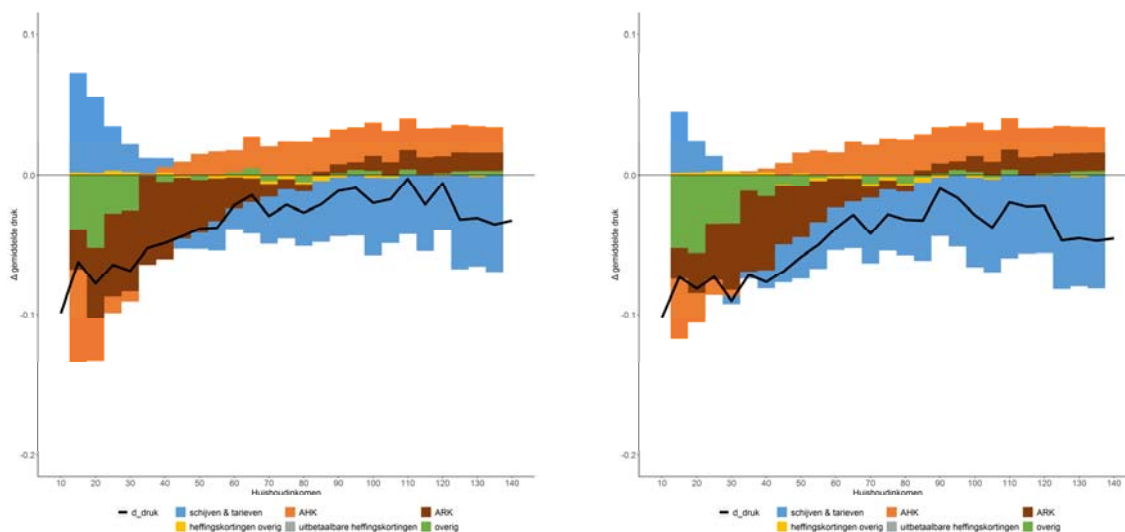 0.1
0.0
-0.1
-0.2
Δ gemiddelde druk
10 20 30 40 50 60 70 80 90 100 110 120 130 140
Huishoudinkomen
d_druk schijven & tarieven AHK ARK
heffingskortingen overig uitbetaalbare heffingskortingen overig
0.1
0.0
-0.1
-0.2
Δ gemiddelde druk
10 20 30 40 50 60 70 80 90 100 110 120 130 140
Huishoudinkomen
d_druk schijven & tarieven AHK ARK
heffingskortingen overig uitbetaalbare heffingskortingen overig